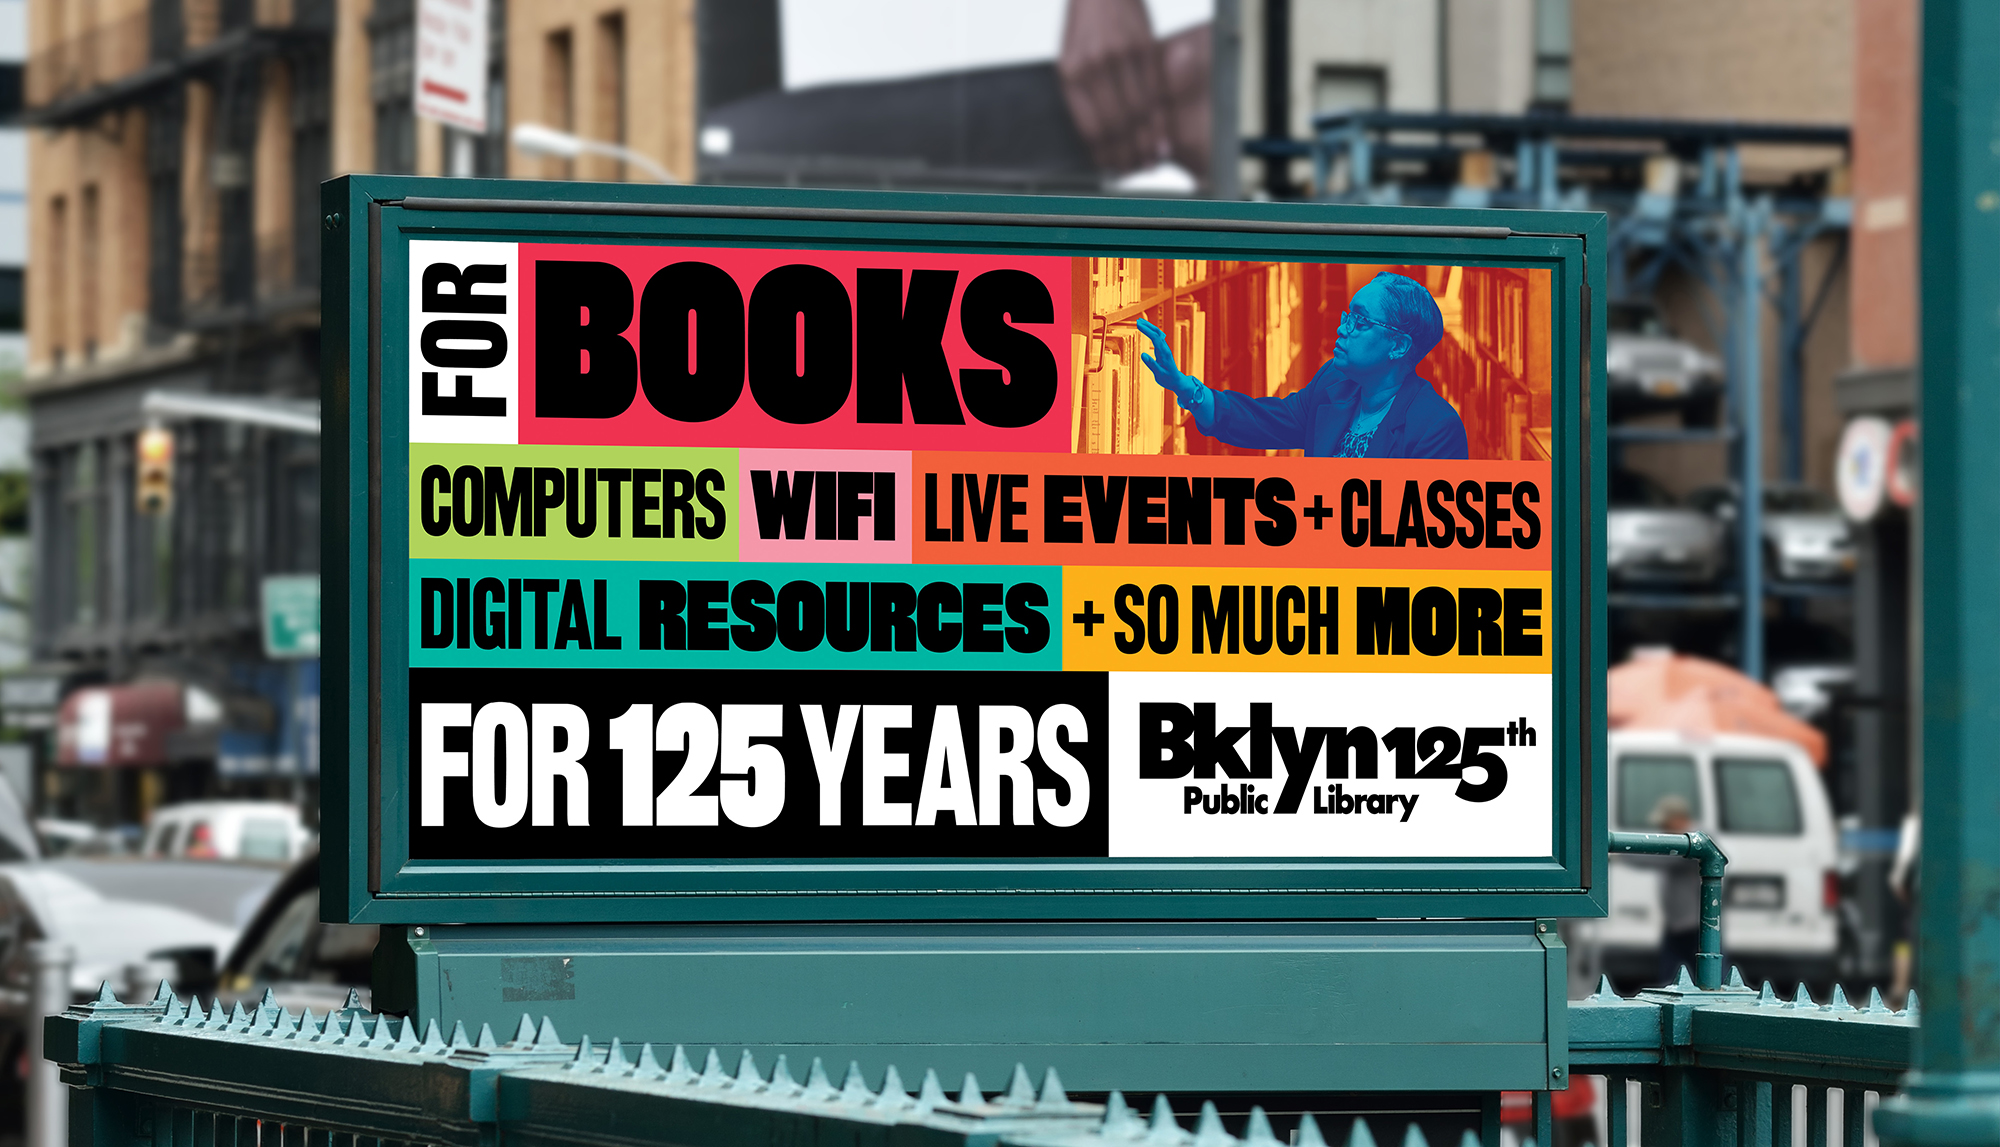 FOR BOOKS
COMPUTERS WIFI LIVE EVENTS + CLASSES
DIGITAL RESOURCES + SO MUCH MORE
FOR 125 YEARS
Bklyn 125th
Public Library